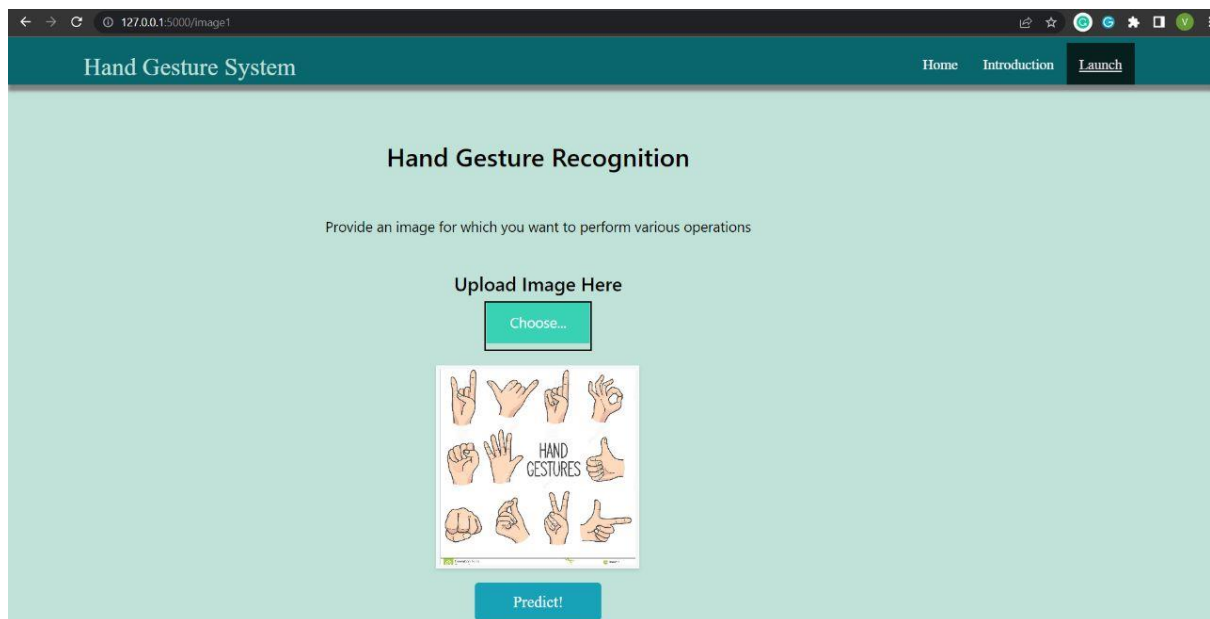 127.0.0.1:5000/image1
V
Hand Gesture System
Home Introduction Launch
Hand Gesture Recognition
Provide an image for which you want to perform various operations
Upload Image Here
Choose...
HAND
GESTURES
Predict!